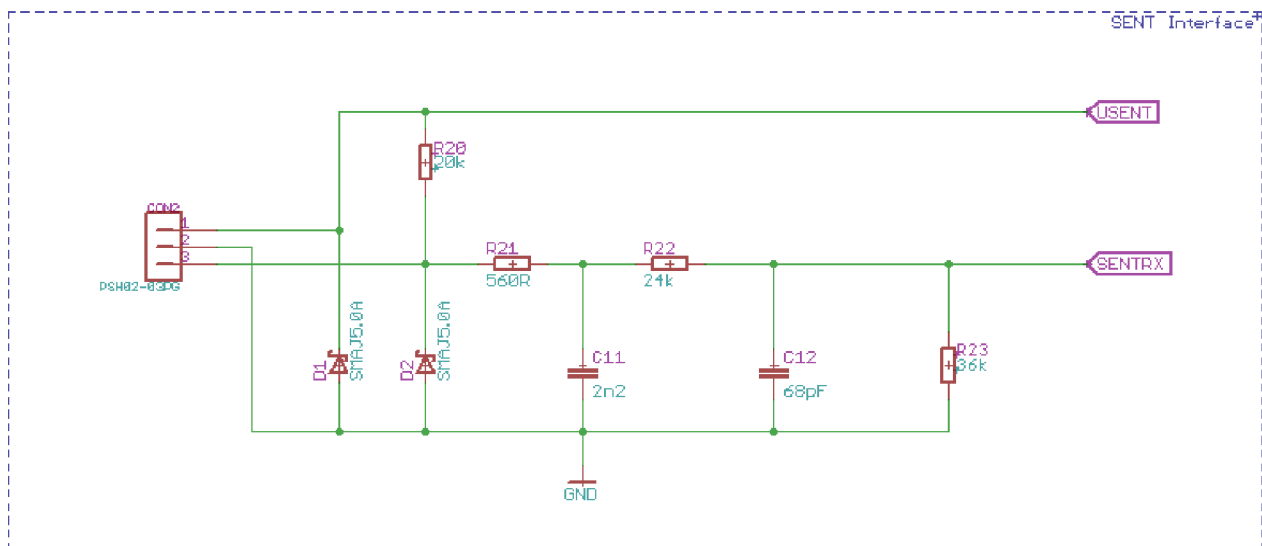 SENT Interface
USENT
R20
20k
CON2
1
2
3
PSH02-03PG
R21
560R
R22
24k
SENTRX
D1
SMAJ5.0A
D2
SMAJ5.0A
C11
2n2
C12
68pF
R23
36k
GND